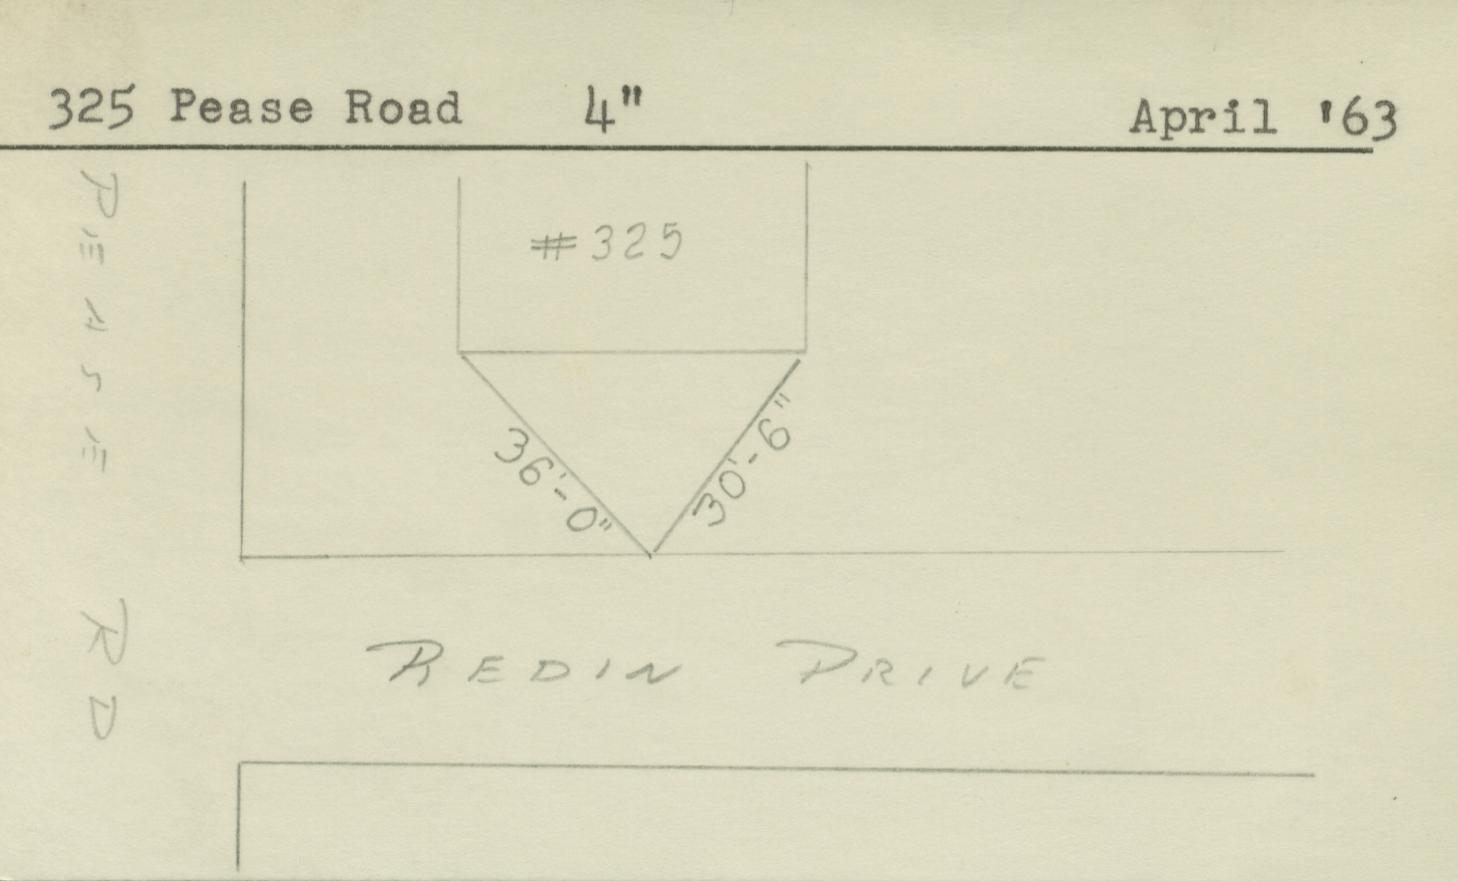 325 Pease Road 4" April '63
PEASE RD
#325
36'-0"
30'-6"
REDIN DRIVE